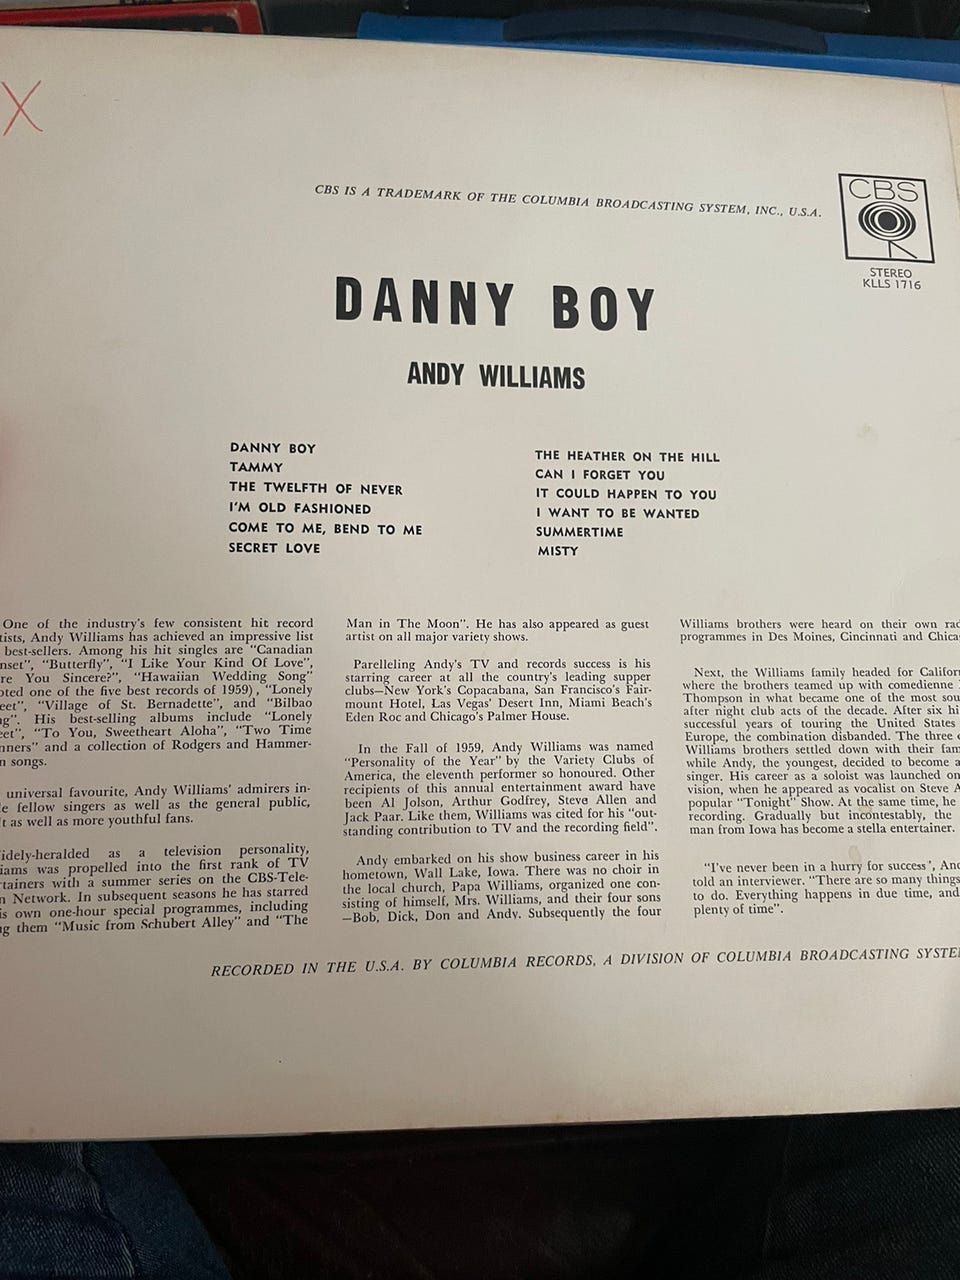 X
CBS IS A TRADEMARK OF THE COLUMBIA BROADCASTING SYSTEM, INC., U.S.A.
CBS
STEREO
KLLS 1716
DANNY BOY
ANDY WILLIAMS
DANNY BOY
TAMMY
THE TWELFTH OF NEVER
I'M OLD FASHIONED
COME TO ME, BEND TO ME
SECRET LOVE
THE HEATHER ON THE HILL
CAN I FORGET YOU
IT COULD HAPPEN TO YOU
I WANT TO BE WANTED
SUMMERTIME
MISTY
One of the industry's few consistent hit record
tists, Andy Williams has achieved an impressive list
best-sellers. Among his hit singles are "Canadian
nset", "Butterfly", "I Like Your Kind Of Love",
re You Sincere?", "Hawaiian Wedding Song"
oted one of the five best records of 1959), "Lonely
eet", "Village of St. Bernadette", and "Bilbao
ng". His best-selling albums include "Lonely
eet", "To You, Sweetheart Aloha", "Two Time
nners" and a collection of Rodgers and Hammer-
n songs.
universal favourite, Andy Williams' admirers in-
le fellow singers as well as the general public,
lt as well as more youthful fans.
idely-heralded as a television personality,
iams was propelled into the first rank of TV
rtainers with a summer series on the CBS-Tele-
n Network. In subsequent seasons he has starred
is own one-hour special programmes, including
ng them "Music from Schubert Alley" and "The
Man in The Moon". He has also appeared as guest
artist on all major variety shows.
Parelleling Andy's TV and records success is his
starring career at all the country's leading supper
clubs—New York's Copacabana, San Francisco's Fair-
mount Hotel, Las Vegas' Desert Inn, Miami Beach's
Eden Roc and Chicago's Palmer House.
In the Fall of 1959, Andy Williams was named
"Personality of the Year" by the Variety Clubs of
America, the eleventh performer so honoured. Other
recipients of this annual entertainment award have
been Al Jolson, Arthur Godfrey, Steve Allen and
Jack Paar. Like them, Williams was cited for his "out-
standing contribution to TV and the recording field".
Andy embarked on his show business career in his
hometown, Wall Lake, Iowa. There was no choir in
the local church, Papa Williams, organized one con-
sisting of himself, Mrs. Williams, and their four sons
—Bob, Dick, Don and Andy. Subsequently the four
Williams brothers were heard on their own rad
programmes in Des Moines, Cincinnati and Chica
Next, the Williams family headed for Californ
where the brothers teamed up with comedienne
Thompson in what became one of the most sou
after night club acts of the decade. After six hi
successful years of touring the United States
Europe, the combination disbanded. The three
Williams brothers settled down with their fam
while Andy, the youngest, decided to become a
singer. His career as a soloist was launched on
vision, when he appeared as vocalist on Steve A
popular "Tonight" Show. At the same time, he
recording. Gradually but incontestably, the
man from Iowa has become a stella entertainer.
"I've never been in a hurry for success", And
told an interviewer. "There are so many things
to do. Everything happens in due time, and
plenty of time".
RECORDED IN THE U.S.A. BY COLUMBIA RECORDS, A DIVISION OF COLUMBIA BROADCASTING SYSTE